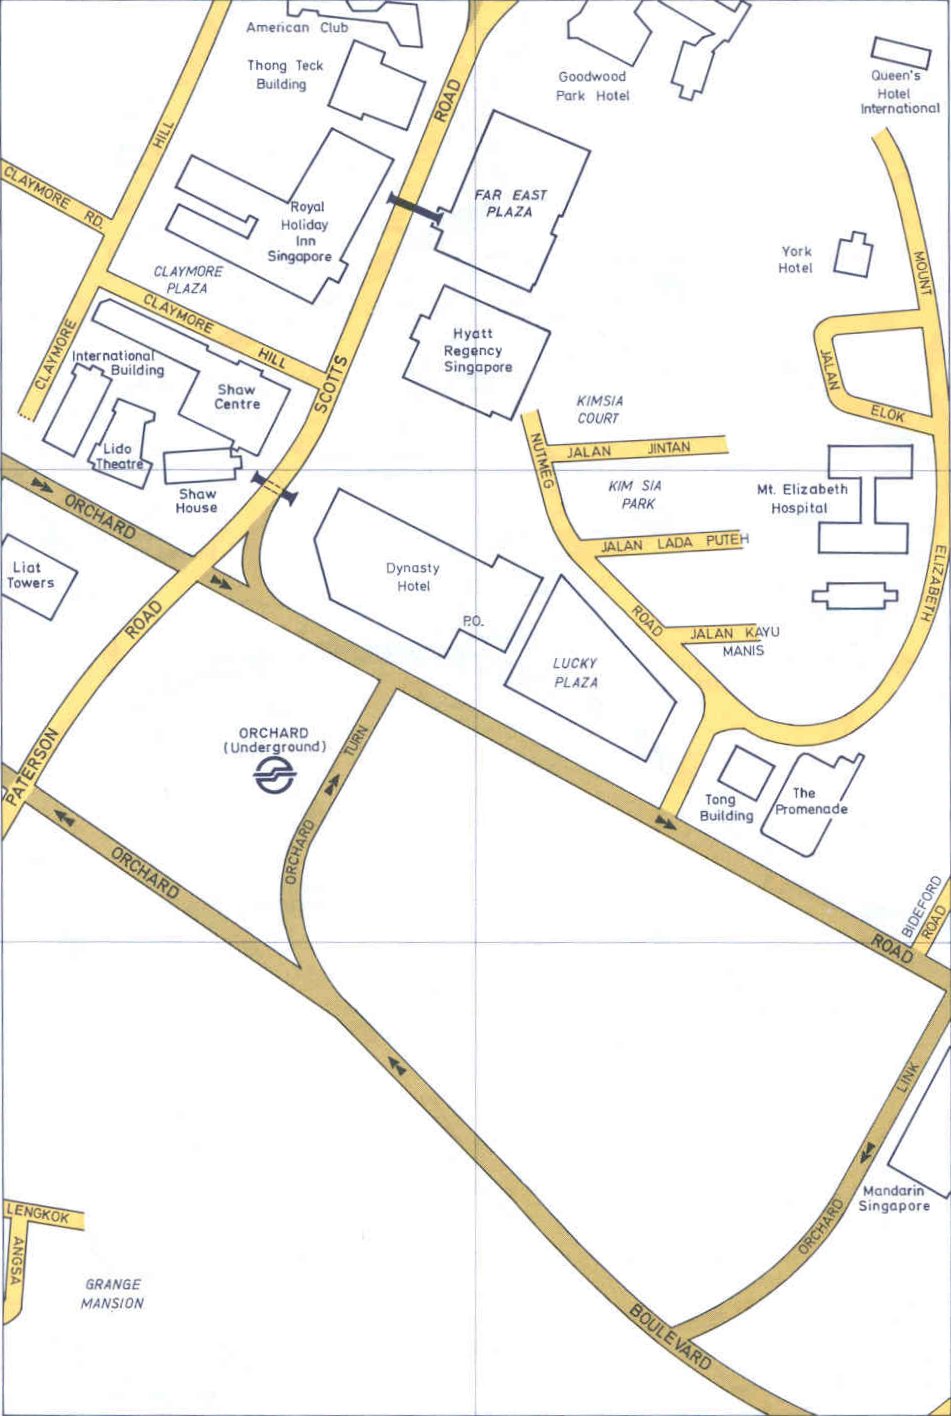 American Club
Thong Teck
Building
Goodwood
Park Hotel
Queen's
Hotel
International
ROAD
HILL
CLAYMORE RD.
FAR EAST
PLAZA
Royal
Holiday
Inn
Singapore
York
Hotel
MOUNT
CLAYMORE
PLAZA
CLAYMORE
HILL
CLAYMORE
Hyatt
Regency
Singapore
International
Building
Shaw
Centre
SCOTTS
JALAN
ELOK
KIMSIA
COURT
NUTMEG
JALAN JINTAN
Lido
Theatre
Shaw
House
KIM SIA
PARK
Mt. Elizabeth
Hospital
ORCHARD
JALAN LADA PUTEH
ELIZABETH
Liat
Towers
Dynasty
Hotel
P.O.
ROAD
ROAD
JALAN KAYU
MANIS
LUCKY
PLAZA
ORCHARD
(Underground)
TURN
PATERSON
Tong
Building
The
Promenade
ORCHARD
ORCHARD
BIDEFORD
ROAD
ROAD
LINK
Mandarin
Singapore
LENGKOK
ANGSA
ORCHARD
GRANGE
MANSION
BOULEVARD